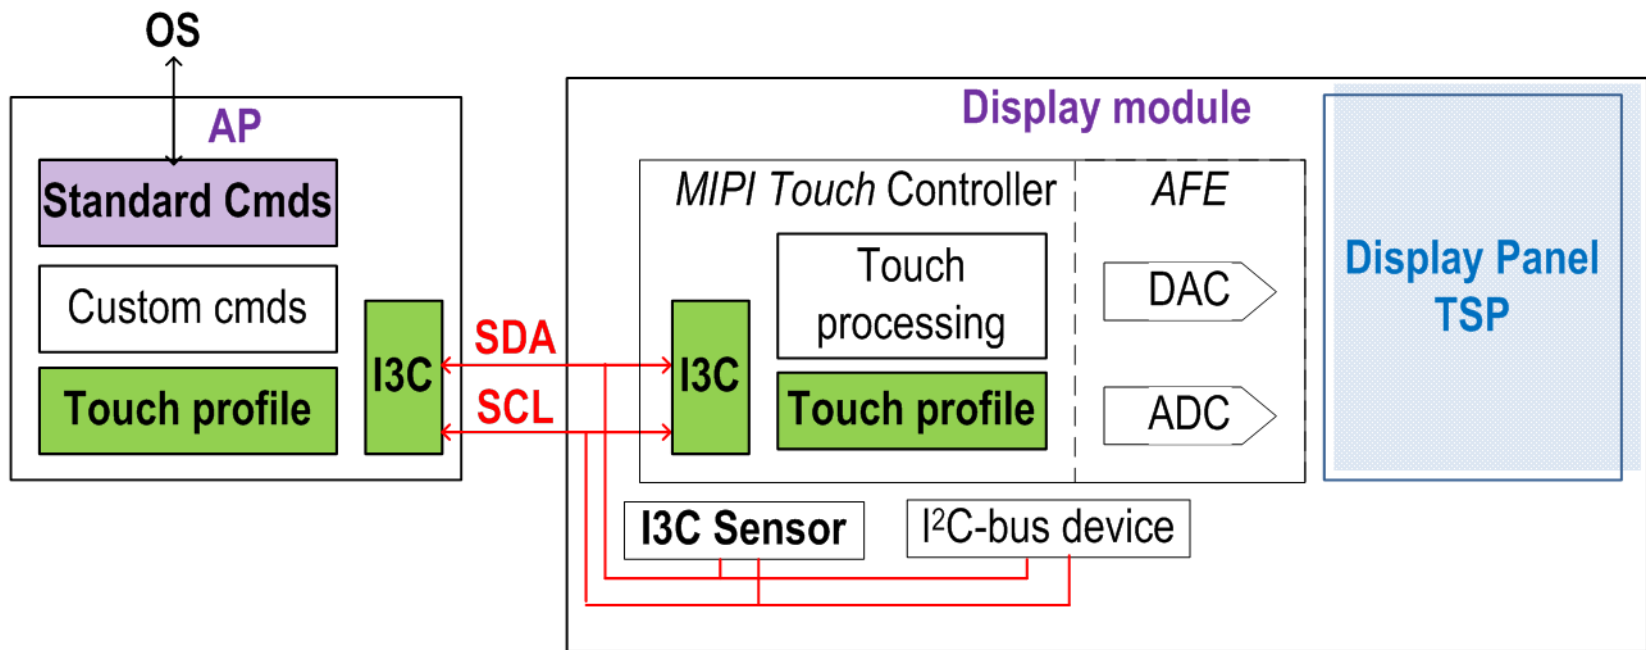 OS
AP
Standard Cmds
Custom cmds
Touch profile
I3C
SDA
SCL
Display module
MIPI Touch Controller
I3C
Touch
processing
Touch profile
AFE
DAC
ADC
Display Panel
TSP
I3C Sensor
I²C-bus device